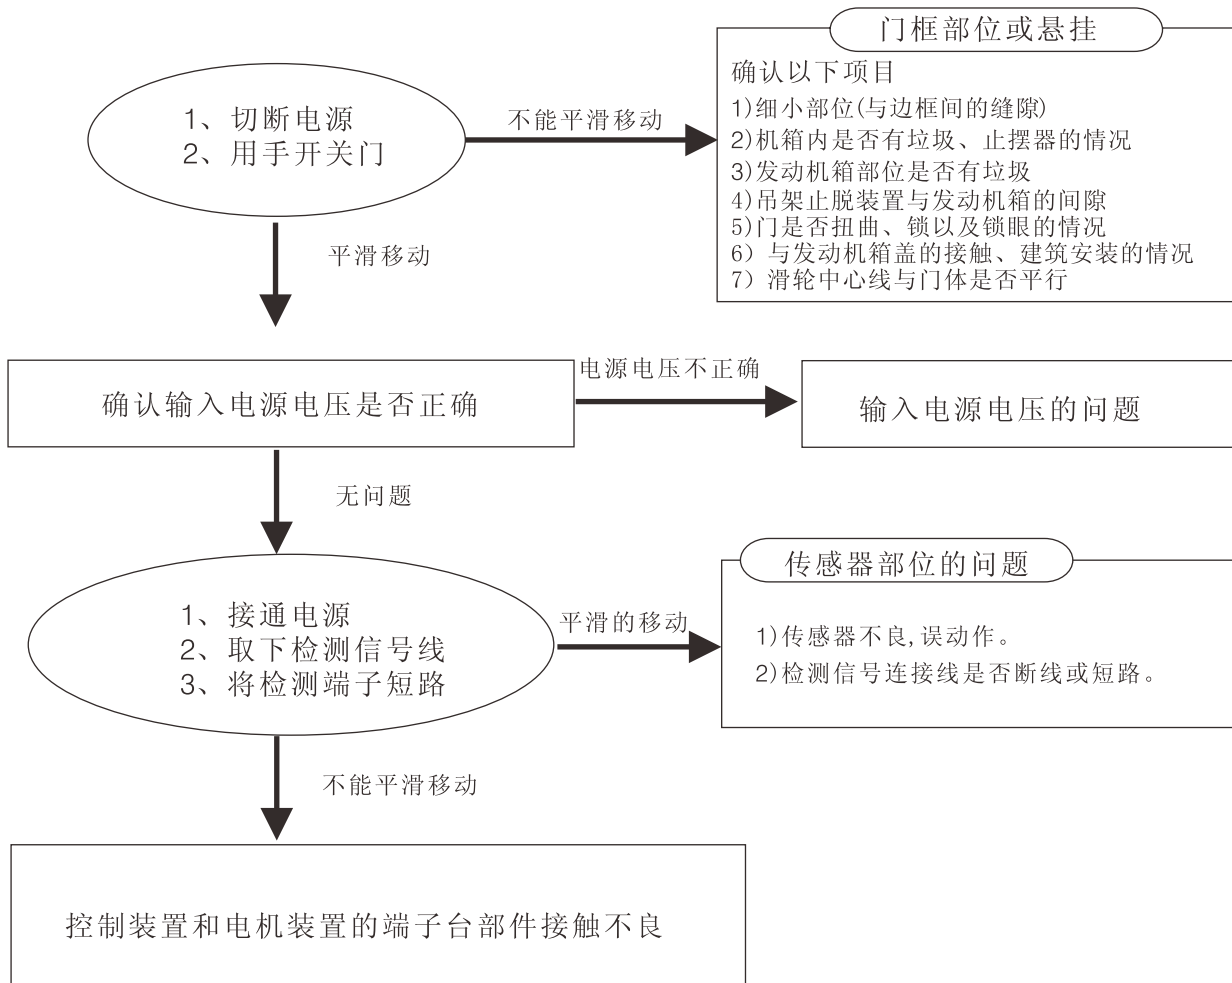 1、切断电源
2、用手开关门
不能平滑移动
门框部位或悬挂
确认以下项目
1)细小部位(与边框间的缝隙)
2)机箱内是否有垃圾、止摆器的情况
3)发动机箱部位是否有垃圾
4)吊架止脱装置与发动机箱的间隙
5)门是否扭曲、锁以及锁眼的情况
6）与发动机箱盖的接触、建筑安装的情况
7）滑轮中心线与门体是否平行
平滑移动
确认输入电源电压是否正确
电源电压不正确
输入电源电压的问题
无问题
1、接通电源
2、取下检测信号线
3、将检测端子短路
平滑的移动
传感器部位的问题
1)传感器不良,误动作。
2)检测信号连接线是否断线或短路。
不能平滑移动
控制装置和电机装置的端子台部件接触不良